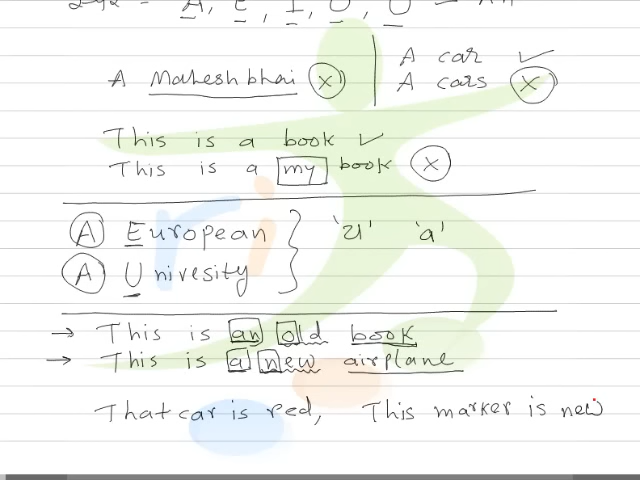 A, E, I, O, U
A Maheshbhai X
A car ✓
A cars X
This is a book ✓
This is a my book X
A European } 'ય' 'a'
A Univesity
→ This is an old book
→ This is a new airplane
That car is red, This marker is new